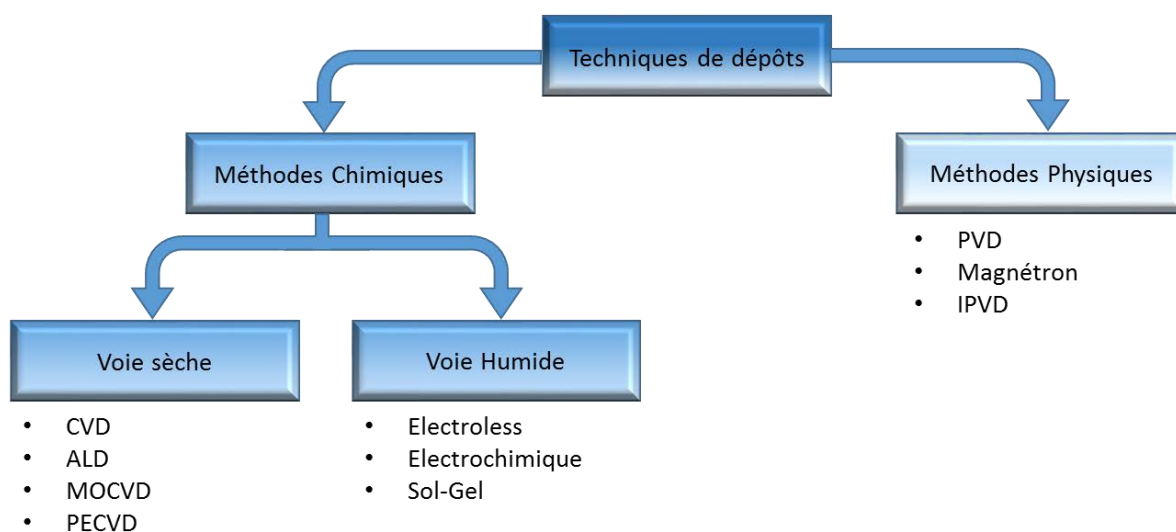 Techniques de dépôts
Méthodes Chimiques
Méthodes Physiques
• PVD
• Magnétron
• IPVD
Voie sèche
Voie Humide
• CVD
• ALD
• MOCVD
• PECVD
• Electroless
• Electrochimique
• Sol-Gel